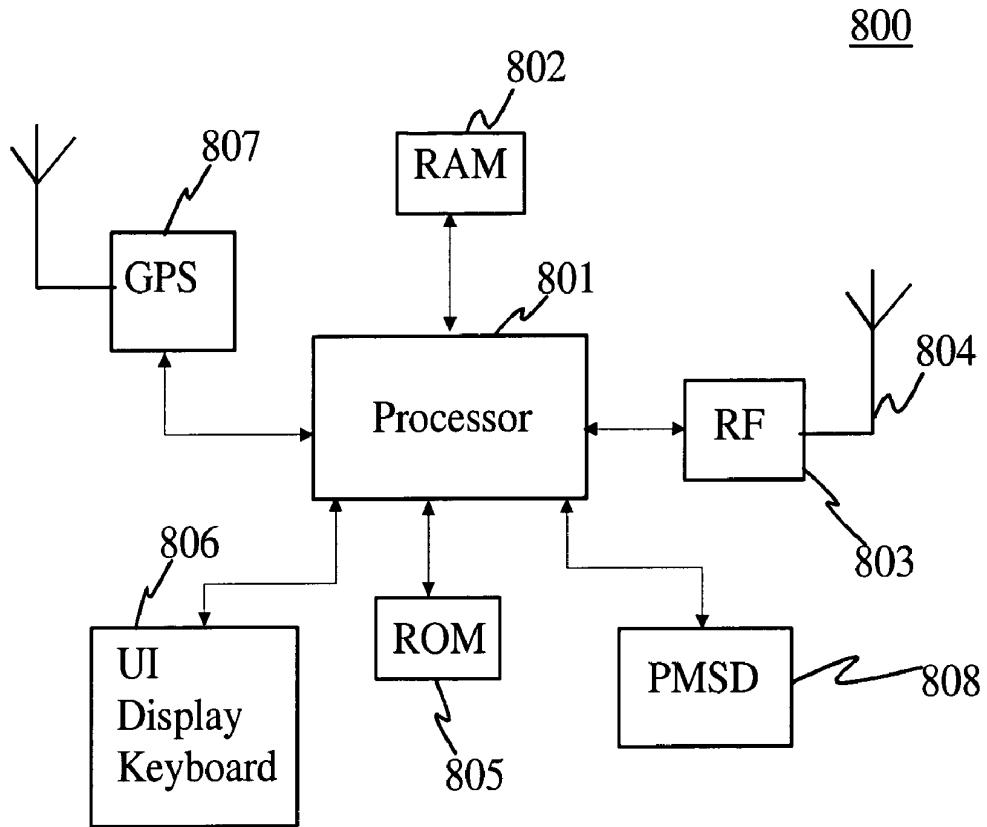 800
802
807
RAM
GPS
801
804
Processor
RF
806
803
UI
Display
Keyboard
ROM
PMSD
808
805